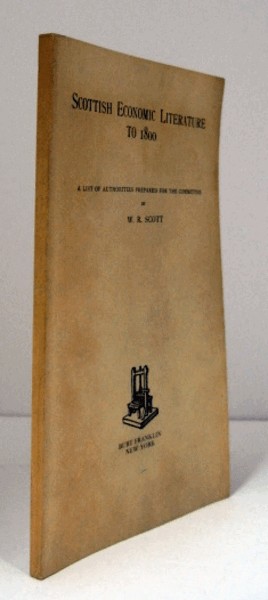 SCOTTISH ECONOMIC LITERATURE
TO 1800
A LIST OF AUTHORITIES PREPARED FOR THE COMMITTEE
BY
W. R. SCOTT
BURT FRANKLIN
NEW YORK